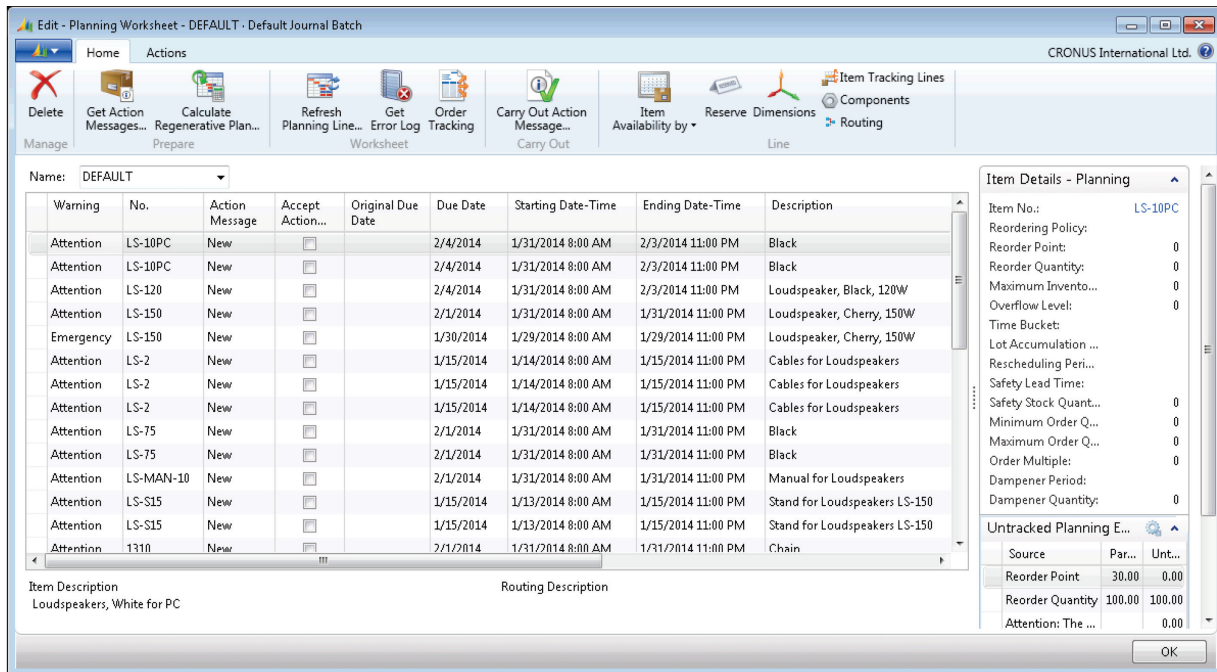 Edit - Planning Worksheet - DEFAULT · Default Journal Batch
Home Actions CRONUS International Ltd.
Delete
Get Action Messages...
Calculate Regenerative Plan...
Refresh Planning Line...
Get Error Log
Order Tracking
Carry Out Action Message...
Item Availability by
Reserve
Dimensions
Item Tracking Lines
Components
Routing
Manage Prepare Worksheet Carry Out Line
Name: DEFAULT
Warning No. Action Message Accept Action... Original Due Date Due Date Starting Date-Time Ending Date-Time Description
Attention LS-10PC New 2/4/2014 1/31/2014 8:00 AM 2/3/2014 11:00 PM Black
Attention LS-10PC New 2/4/2014 1/31/2014 8:00 AM 2/3/2014 11:00 PM Black
Attention LS-120 New 2/4/2014 1/31/2014 8:00 AM 2/3/2014 11:00 PM Loudspeaker, Black, 120W
Attention LS-150 New 2/1/2014 1/31/2014 8:00 AM 1/31/2014 11:00 PM Loudspeaker, Cherry, 150W
Emergency LS-150 New 1/30/2014 1/29/2014 8:00 AM 1/29/2014 11:00 PM Loudspeaker, Cherry, 150W
Attention LS-2 New 1/15/2014 1/14/2014 8:00 AM 1/15/2014 11:00 PM Cables for Loudspeakers
Attention LS-2 New 1/15/2014 1/14/2014 8:00 AM 1/15/2014 11:00 PM Cables for Loudspeakers
Attention LS-2 New 1/15/2014 1/14/2014 8:00 AM 1/15/2014 11:00 PM Cables for Loudspeakers
Attention LS-75 New 2/1/2014 1/31/2014 8:00 AM 1/31/2014 11:00 PM Black
Attention LS-75 New 2/1/2014 1/31/2014 8:00 AM 1/31/2014 11:00 PM Black
Attention LS-MAN-10 New 2/1/2014 1/31/2014 8:00 AM 1/31/2014 11:00 PM Manual for Loudspeakers
Attention LS-S15 New 1/15/2014 1/13/2014 8:00 AM 1/15/2014 11:00 PM Stand for Loudspeakers LS-150
Attention LS-S15 New 1/15/2014 1/13/2014 8:00 AM 1/15/2014 11:00 PM Stand for Loudspeakers LS-150
Attention 1310 New 2/1/2014 1/31/2014 8:00 AM 1/31/2014 11:00 PM Chain
Item Description Routing Description
Loudspeakers, White for PC
Item Details - Planning
Item No.: LS-10PC
Reordering Policy:
Reorder Point: 0
Reorder Quantity: 0
Maximum Invento... 0
Overflow Level: 0
Time Bucket:
Lot Accumulation ...
Rescheduling Peri...
Safety Lead Time:
Safety Stock Quant... 0
Minimum Order Q... 0
Maximum Order Q... 0
Order Multiple: 0
Dampener Period:
Dampener Quantity: 0
Untracked Planning E...
Source Par... Unt...
Reorder Point 30.00 0.00
Reorder Quantity 100.00 100.00
Attention: The ... 0.00
OK